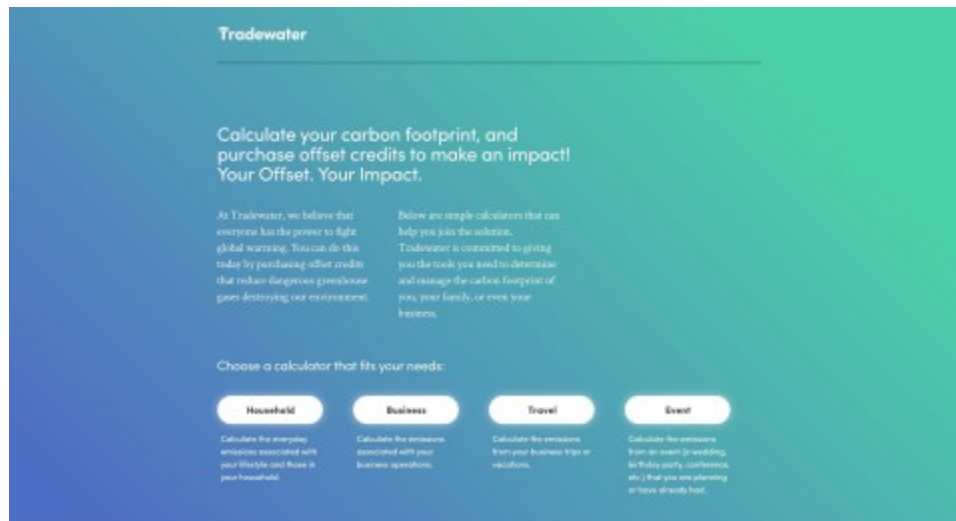 Tradewater
Calculate your carbon footprint, and
purchase offset credits to make an impact!
Your Offset. Your Impact.
At Tradewater, we believe that
everyone has the power to fight
global warming. You can do this
today by purchasing offset credits
that reduce dangerous greenhouse
gases destroying our environment.
Below are simple calculators that can
help you join the solution.
Tradewater is committed to giving
you the tools you need to determine
and manage the carbon footprint of
you, your family, or even your
business.
Choose a calculator that fits your needs:
Household
Calculate the everyday
emissions associated with
your lifestyle and those in
your household.
Business
Calculate the emissions
associated with your
business operations.
Travel
Calculate the emissions
from your business trips or
vacations.
Event
Calculate the emissions
from an event (a wedding,
birthday party, conference,
etc.) that you are planning
or have already had.